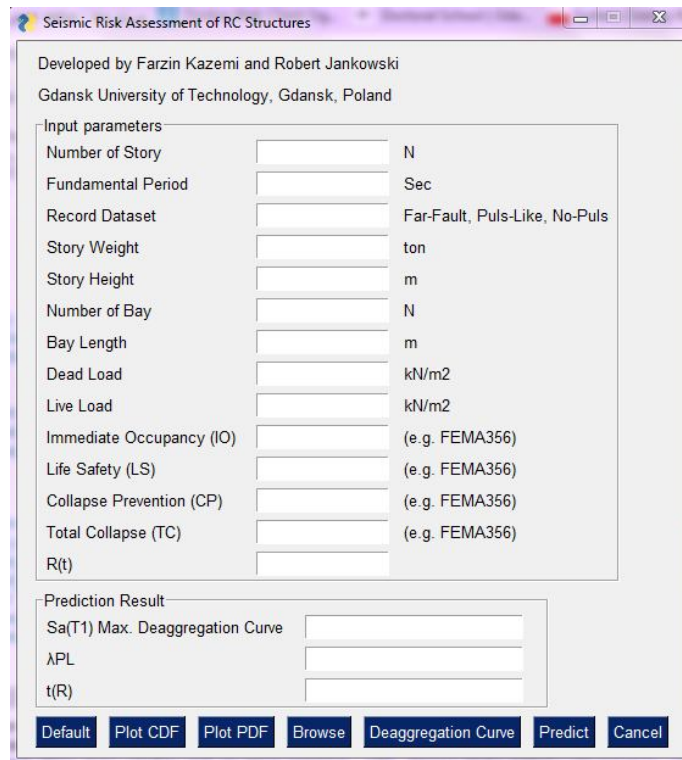 Seismic Risk Assessment of RC Structures
Developed by Farzin Kazemi and Robert Jankowski
Gdansk University of Technology, Gdansk, Poland
Input parameters
Number of Story N
Fundamental Period Sec
Record Dataset Far-Fault, Puls-Like, No-Puls
Story Weight ton
Story Height m
Number of Bay N
Bay Length m
Dead Load kN/m2
Live Load kN/m2
Immediate Occupancy (IO) (e.g. FEMA356)
Life Safety (LS) (e.g. FEMA356)
Collapse Prevention (CP) (e.g. FEMA356)
Total Collapse (TC) (e.g. FEMA356)
R(t)
Prediction Result
Sa(T1) Max. Deaggregation Curve
λPL
t(R)
Default Plot CDF Plot PDF Browse Deaggregation Curve Predict Cancel